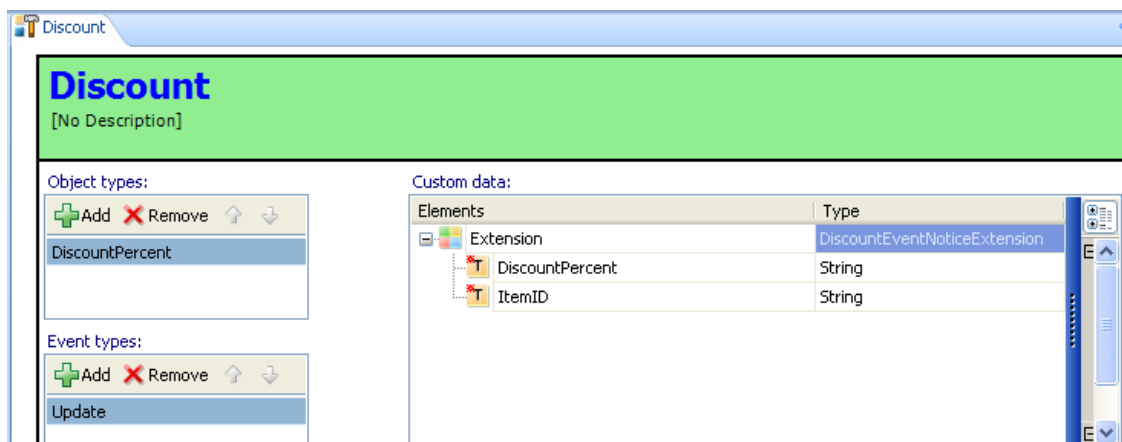 Discount
Discount
[No Description]
Object types:
Add Remove
DiscountPercent
Event types:
Add Remove
Update
Custom data:
Elements Type
Extension DiscountEventNoticeExtension
T DiscountPercent String
T ItemID String
E
E